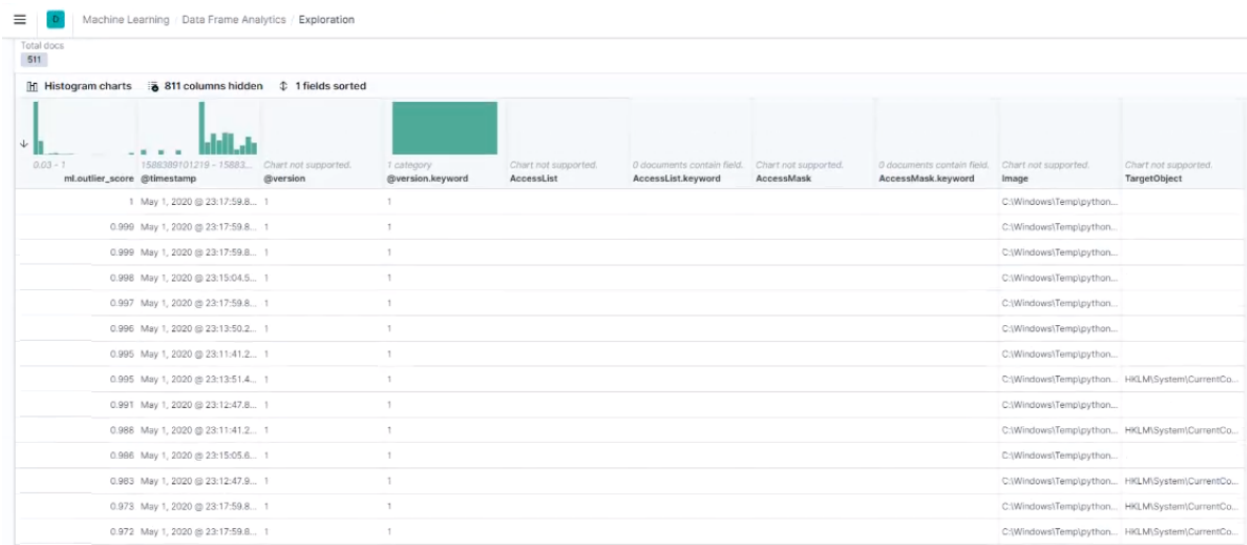 D Machine Learning / Data Frame Analytics / Exploration
Total docs
511
Histogram charts 811 columns hidden 1 fields sorted
0.03 - 1 1588389101219 - 15883... Chart not supported. 1 category Chart not supported. 0 documents contain field. Chart not supported. 0 documents contain field. Chart not supported. Chart not supported.
ml.outlier_score @timestamp @version @version.keyword AccessList AccessList.keyword AccessMask AccessMask.keyword Image TargetObject
1 May 1, 2020 @ 23:17:59.8... 1 1 C:\Windows\Temp\python...
0.999 May 1, 2020 @ 23:17:59.8... 1 1 C:\Windows\Temp\python...
0.999 May 1, 2020 @ 23:17:59.8... 1 1 C:\Windows\Temp\python...
0.998 May 1, 2020 @ 23:15:04.5... 1 1 C:\Windows\Temp\python...
0.997 May 1, 2020 @ 23:17:59.8... 1 1 C:\Windows\Temp\python...
0.996 May 1, 2020 @ 23:13:50.2... 1 1 C:\Windows\Temp\python...
0.995 May 1, 2020 @ 23:11:41.2... 1 1 C:\Windows\Temp\python...
0.995 May 1, 2020 @ 23:13:51.4... 1 1 C:\Windows\Temp\python... HKLM\System\CurrentCo...
0.991 May 1, 2020 @ 23:12:47.8... 1 1 C:\Windows\Temp\python...
0.988 May 1, 2020 @ 23:11:41.2... 1 1 C:\Windows\Temp\python... HKLM\System\CurrentCo...
0.986 May 1, 2020 @ 23:15:05.6... 1 1 C:\Windows\Temp\python...
0.983 May 1, 2020 @ 23:12:47.9... 1 1 C:\Windows\Temp\python... HKLM\System\CurrentCo...
0.973 May 1, 2020 @ 23:17:59.8... 1 1 C:\Windows\Temp\python... HKLM\System\CurrentCo...
0.972 May 1, 2020 @ 23:17:59.8... 1 1 C:\Windows\Temp\python... HKLM\System\CurrentCo...